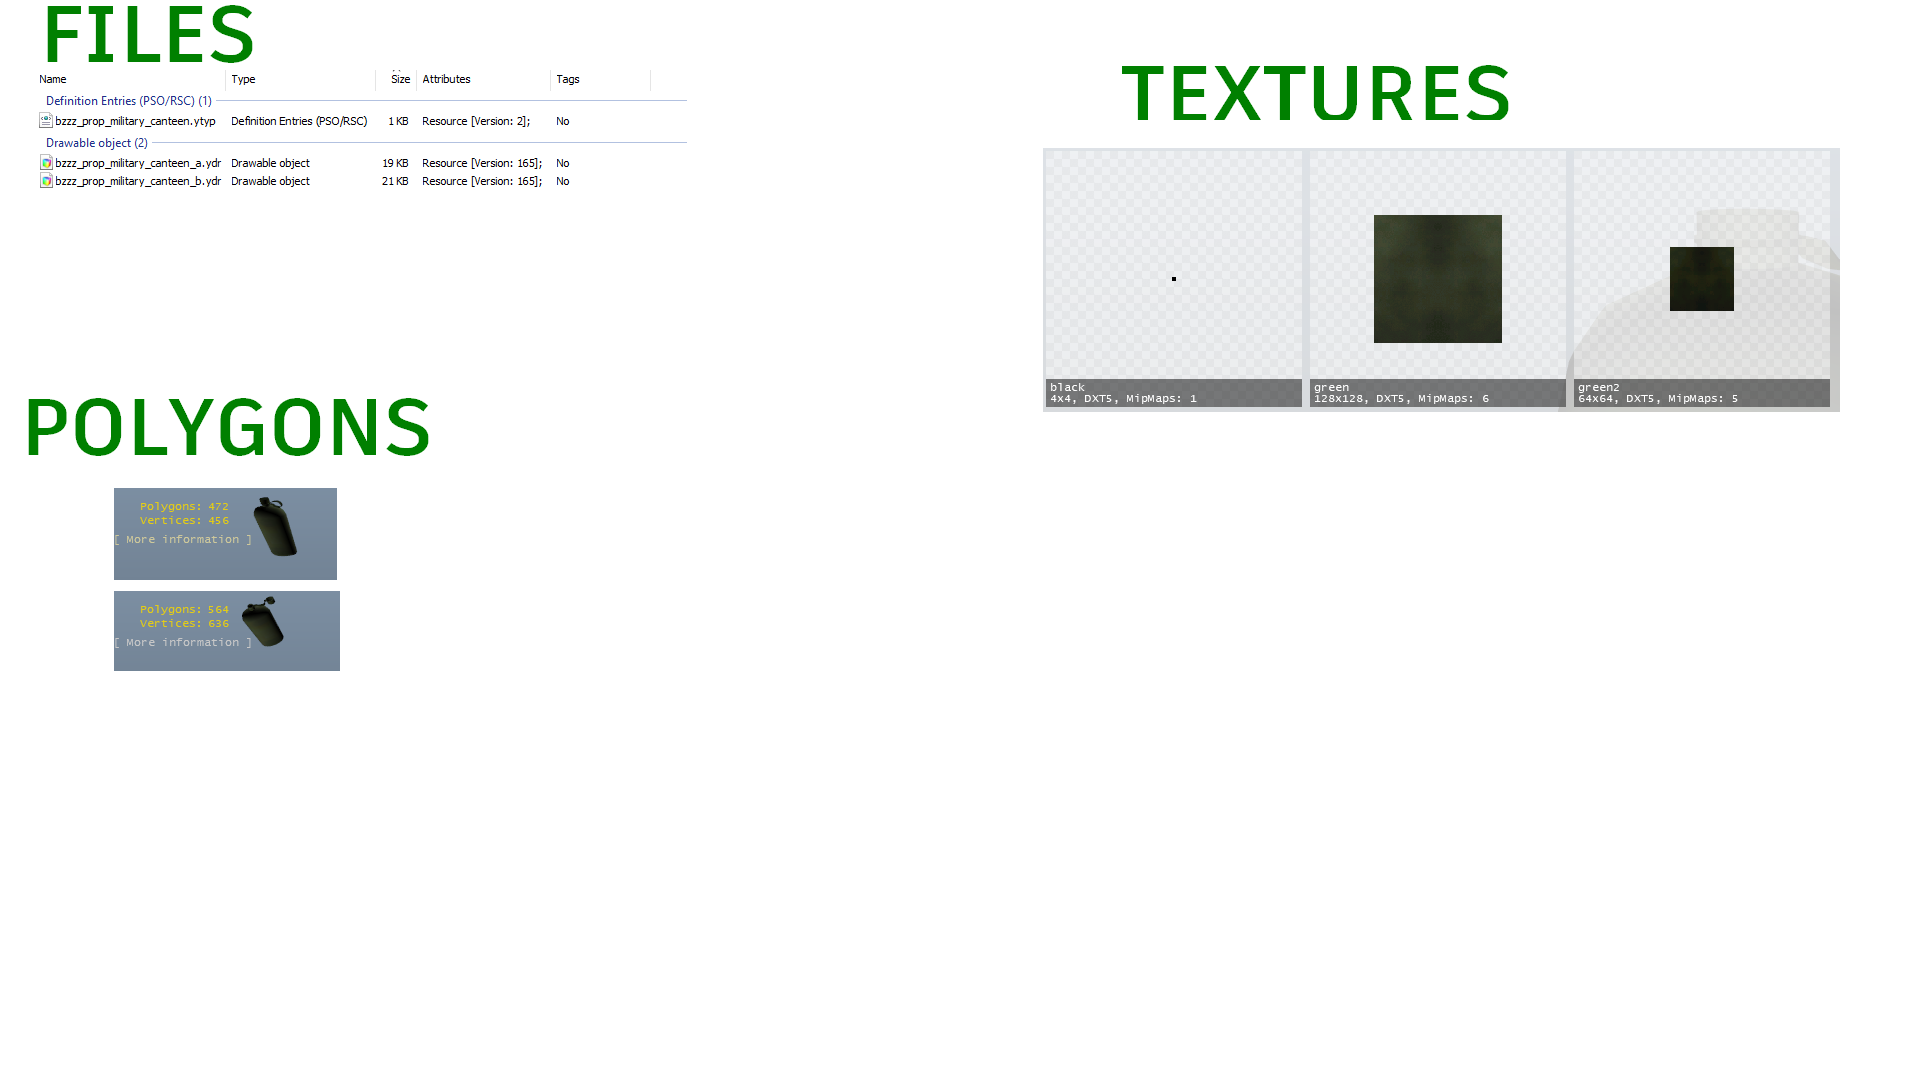 FILES
Name Type Size Attributes Tags
Definition Entries (PSO/RSC) (1)
bzzz_prop_military_canteen.ytyp Definition Entries (PSO/RSC) 1 KB Resource [Version: 2]; No
Drawable object (2)
bzzz_prop_military_canteen_a.ydr Drawable object 19 KB Resource [Version: 165]; No
bzzz_prop_military_canteen_b.ydr Drawable object 21 KB Resource [Version: 165]; No
TEXTURES
black
4x4, DXT5, MipMaps: 1
green
128x128, DXT5, MipMaps: 6
green2
64x64, DXT5, MipMaps: 5
POLYGONS
Polygons: 472
Vertices: 456
[ More information ]
Polygons: 564
Vertices: 636
[ More information ]